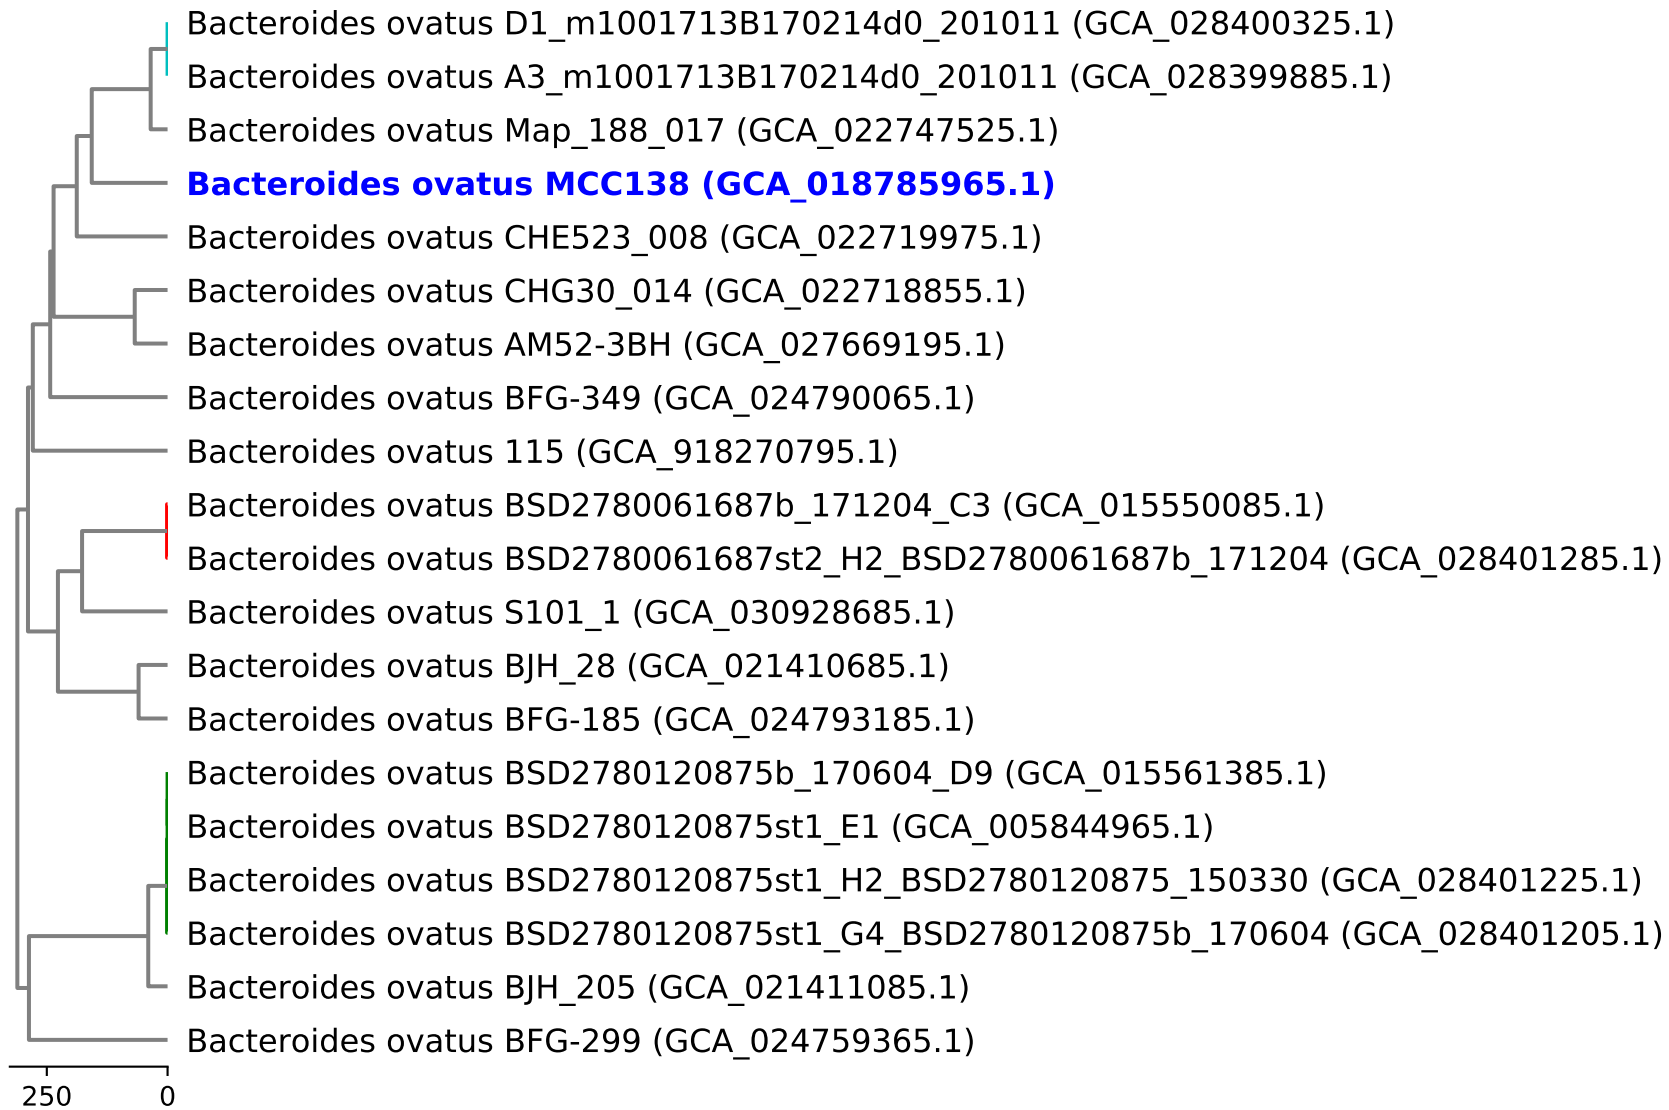 Bacteroides ovatus D1_m1001713B170214d0_201011 (GCA_028400325.1)
Bacteroides ovatus A3_m1001713B170214d0_201011 (GCA_028399885.1)
Bacteroides ovatus Map_188_017 (GCA_022747525.1)
Bacteroides ovatus MCC138 (GCA_018785965.1)
Bacteroides ovatus CHE523_008 (GCA_022719975.1)
Bacteroides ovatus CHG30_014 (GCA_022718855.1)
Bacteroides ovatus AM52-3BH (GCA_027669195.1)
Bacteroides ovatus BFG-349 (GCA_024790065.1)
Bacteroides ovatus 115 (GCA_918270795.1)
Bacteroides ovatus BSD2780061687b_171204_C3 (GCA_015550085.1)
Bacteroides ovatus BSD2780061687st2_H2_BSD2780061687b_171204 (GCA_028401285.1)
Bacteroides ovatus S101_1 (GCA_030928685.1)
Bacteroides ovatus BJH_28 (GCA_021410685.1)
Bacteroides ovatus BFG-185 (GCA_024793185.1)
Bacteroides ovatus BSD2780120875b_170604_D9 (GCA_015561385.1)
Bacteroides ovatus BSD2780120875st1_E1 (GCA_005844965.1)
Bacteroides ovatus BSD2780120875st1_H2_BSD2780120875_150330 (GCA_028401225.1)
Bacteroides ovatus BSD2780120875st1_G4_BSD2780120875b_170604 (GCA_028401205.1)
Bacteroides ovatus BJH_205 (GCA_021411085.1)
Bacteroides ovatus BFG-299 (GCA_024759365.1)
250 0